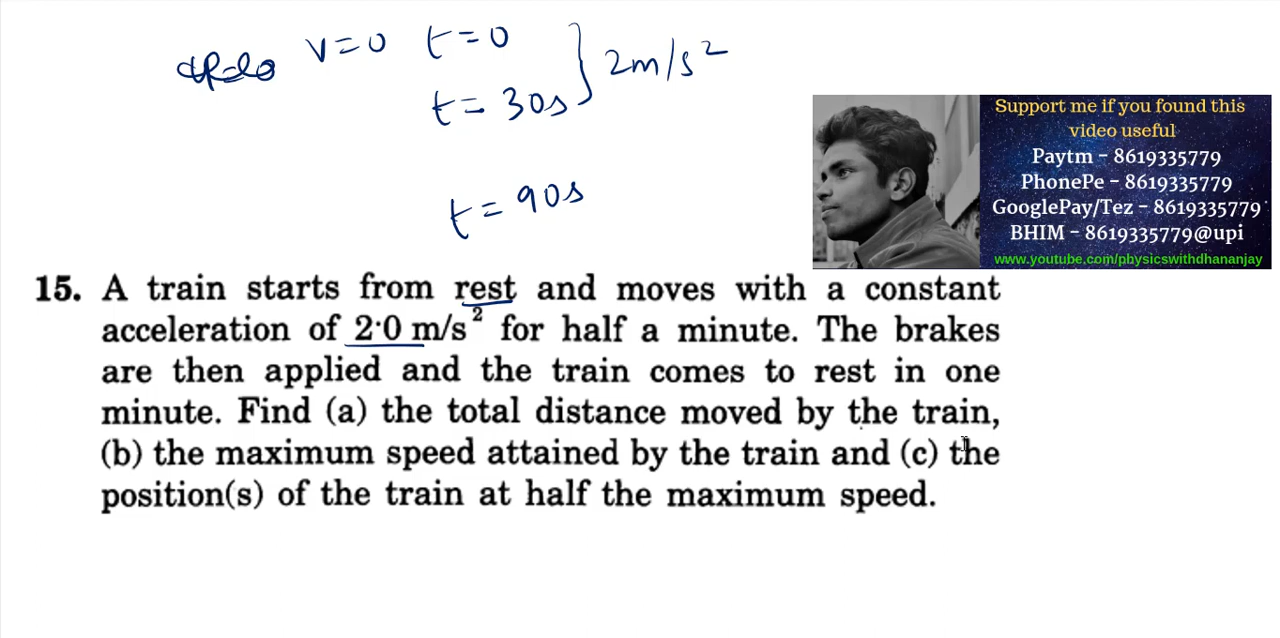 v=0 t=0
t= 30s } 2m/s²
t= 90s
Support me if you found this
video useful
Paytm – 8619335779
PhonePe – 8619335779
GooglePay/Tez – 8619335779
BHIM – 8619335779@upi
www.youtube.com/physicswithdhananjay
15. A train starts from rest and moves with a constant
acceleration of 2·0 m/s² for half a minute. The brakes
are then applied and the train comes to rest in one
minute. Find (a) the total distance moved by the train,
(b) the maximum speed attained by the train and (c) the
position(s) of the train at half the maximum speed.